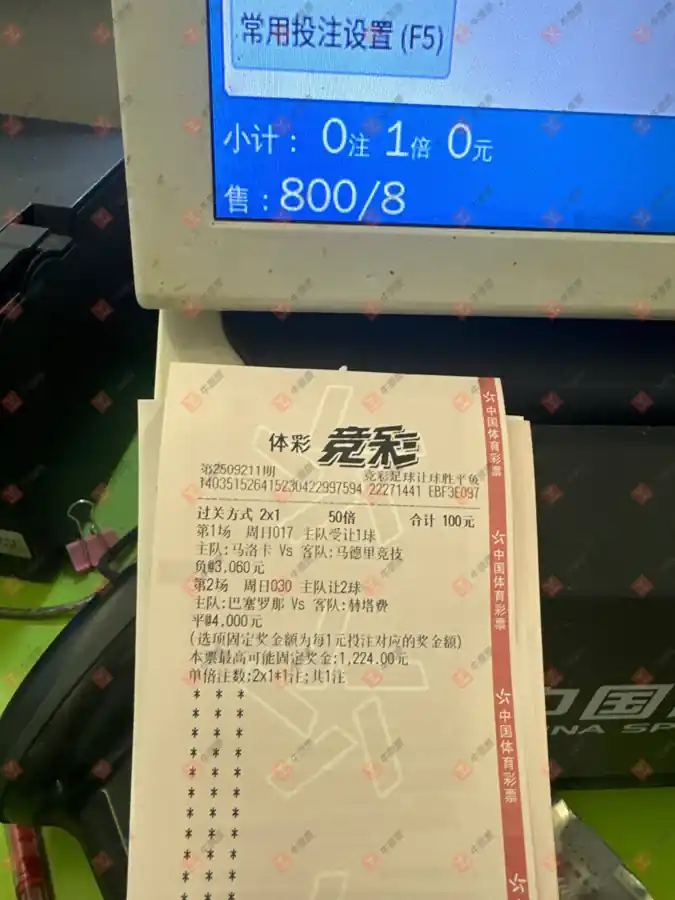 常用投注设置 (F5)
小计： 0注 1倍 0元
售：800/8
体彩 竞彩
第2509211期
竞彩足球让球胜平负
140351526415230422997594 22271441 EBF3E097
过关方式 2x1 50倍 合计 100元
第1场 周日017 主队受让1球
主队:马洛卡 Vs 客队:马德里竞技
负@3,060元
第2场 周日030 主队让2球
主队:巴塞罗那 Vs 客队:赫塔费
平@4,000元
(选项固定奖金额为每1元投注对应的奖金额)
本票最高可能固定奖金:1,224.00元
单倍注数:2x1*1注;共1注
中国体育彩票
中国体育彩票
中国体育彩票
中国
NA SP